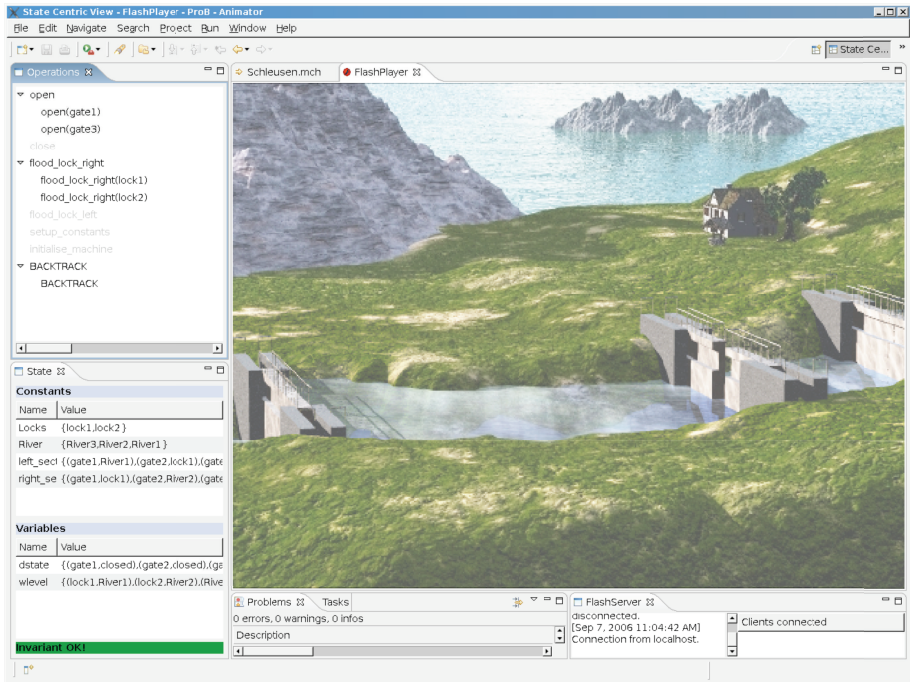 State Centric View - FlashPlayer - ProB - Animator
File Edit Navigate Search Project Run Window Help
State Ce... »
Operations
open
open(gate1)
open(gate3)
close
flood_lock_right
flood_lock_right(lock1)
flood_lock_right(lock2)
flood_lock_left
setup_constants
initialise_machine
BACKTRACK
BACKTRACK
Schleusen.mch
FlashPlayer
State
Constants
Name Value
Locks {lock1,lock2}
River {River3,River2,River1}
left_sect {(gate1,River1),(gate2,lock1),(gate
right_se {(gate1,lock1),(gate2,River2),(gate
Variables
Name Value
dstate {(gate1,closed),(gate2,closed),(ga
wlevel {(lock1,River1),(lock2,River2),(Rive
Invariant OK!
Problems Tasks
0 errors, 0 warnings, 0 infos
Description
FlashServer
disconnected.
[Sep 7, 2006 11:04:42 AM]
Connection from localhost.
Clients connected